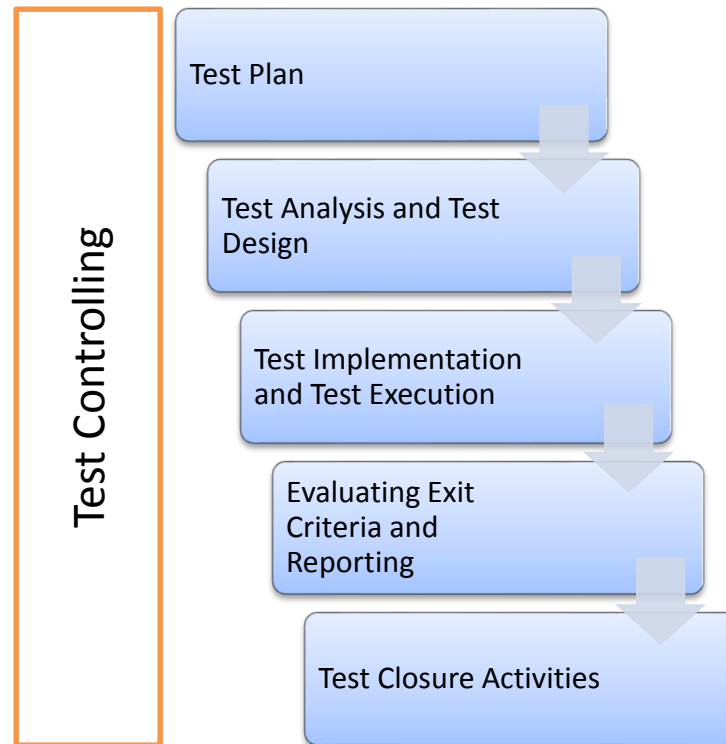 Test Controlling
Test Plan
Test Analysis and Test
Design
Test Implementation
and Test Execution
Evaluating Exit
Criteria and
Reporting
Test Closure Activities